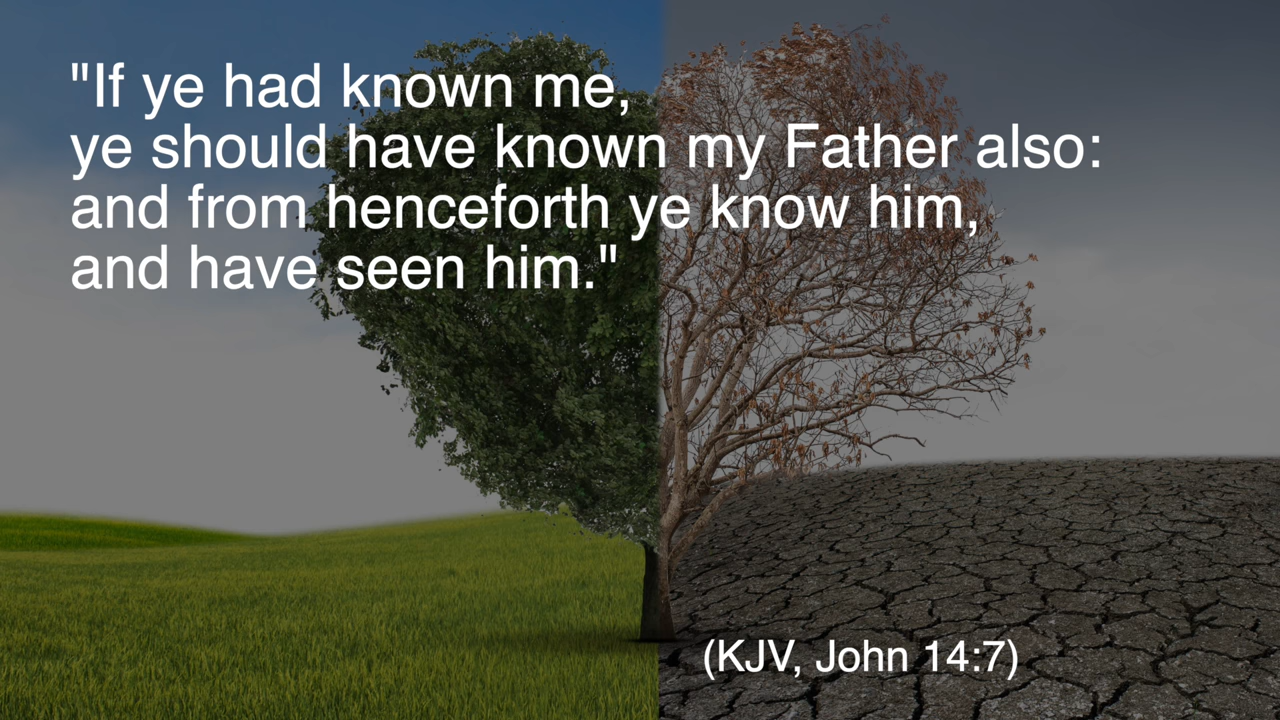 "If ye had known me,
ye should have known my Father also:
and from henceforth ye know him,
and have seen him."
(KJV, John 14:7)